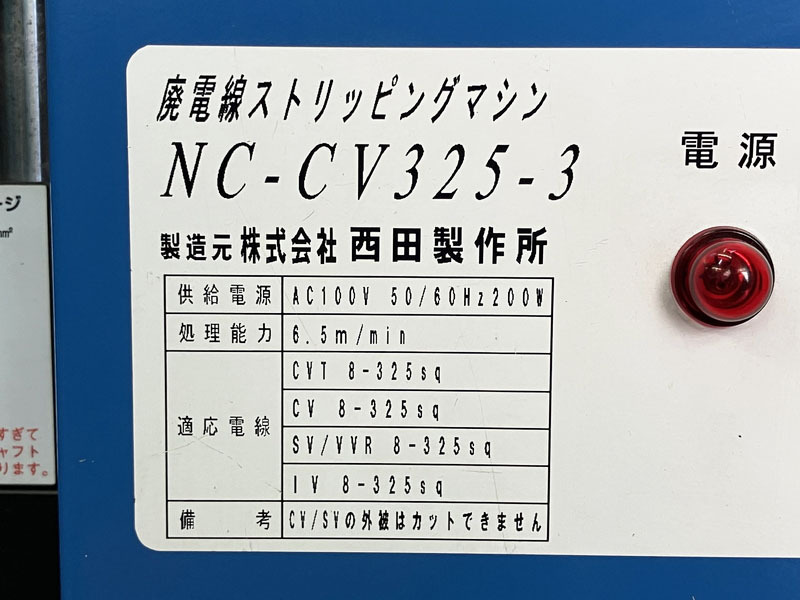 廃電線ストリッピングマシン
NC-CV325-3
製造元 株式会社 西田製作所
供給電源 AC100V 50/60Hz200W
処理能力 6.5m/min
適応電線
CVT 8-325sq
CV 8-325sq
SV/VVR 8-325sq
IV 8-325sq
備考 CV/SVの外被はカットできません
電源
ージ
mm²
すぎて
ャフト
ります。